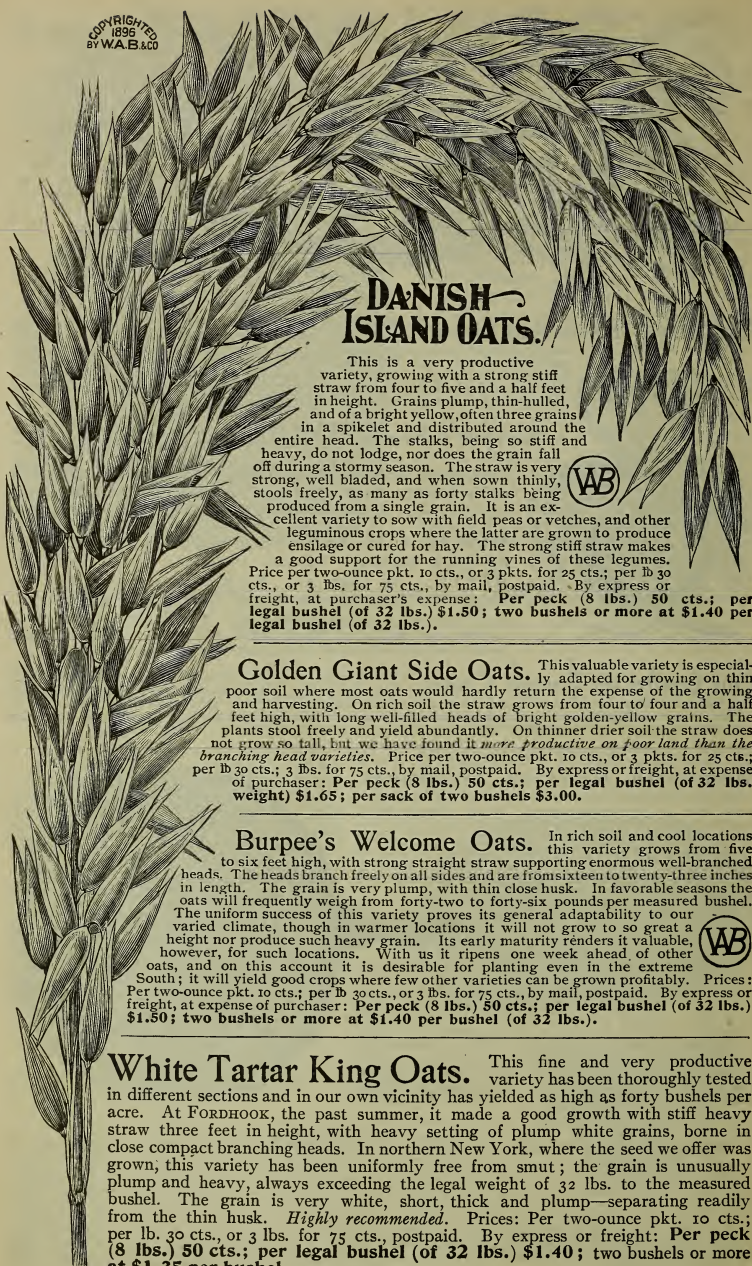 COPYRIGHTED
1896
BY W.A.B.&CO
DANISH
ISLAND OATS.
This is a very productive
variety, growing with a strong stiff
straw from four to five and a half feet
in height. Grains plump, thin-hulled,
and of a bright yellow, often three grains
in a spikelet and distributed around the
entire head. The stalks, being so stiff and
heavy, do not lodge, nor does the grain fall
off during a stormy season. The straw is very
strong, well bladed, and when sown thinly,
stools freely, as many as forty stalks being
produced from a single grain. It is an ex-
cellent variety to sow with field peas or vetches, and other
leguminous crops where the latter are grown to produce
ensilage or cured for hay. The strong stiff straw makes
a good support for the running vines of these legumes.
Price per two-ounce pkt. 10 cts., or 3 pkts. for 25 cts.; per lb 30
cts., or 3 lbs. for 75 cts., by mail, postpaid. By express or
freight, at purchaser's expense: Per peck (8 lbs.) 50 cts.; per
legal bushel (of 32 lbs.) $1.50; two bushels or more at $1.40 per
legal bushel (of 32 lbs.).
WAB
Golden Giant Side Oats. This valuable variety is especial-
ly adapted for growing on thin
poor soil where most oats would hardly return the expense of the growing
and harvesting. On rich soil the straw grows from four to four and a half
feet high, with long well-filled heads of bright golden-yellow grains. The
plants stool freely and yield abundantly. On thinner drier soil the straw does
not grow so tall, but we have found it more productive on poor land than the
branching head varieties. Price per two-ounce pkt. 10 cts., or 3 pkts. for 25 cts.;
per lb 30 cts.; 3 lbs. for 75 cts., by mail, postpaid. By express or freight, at expense
of purchaser: Per peck (8 lbs.) 50 cts.; per legal bushel (of 32 lbs.
weight) $1.65; per sack of two bushels $3.00.
Burpee's Welcome Oats. In rich soil and cool locations
this variety grows from five
to six feet high, with strong straight straw supporting enormous well-branched
heads. The heads branch freely on all sides and are from sixteen to twenty-three inches
in length. The grain is very plump, with thin close husk. In favorable seasons the
oats will frequently weigh from forty-two to forty-six pounds per measured bushel.
The uniform success of this variety proves its general adaptability to our
varied climate, though in warmer locations it will not grow to so great a
height nor produce such heavy grain. Its early maturity renders it valuable,
however, for such locations. With us it ripens one week ahead of other
oats, and on this account it is desirable for planting even in the extreme
South; it will yield good crops where few other varieties can be grown profitably. Prices:
Per two-ounce pkt. 10 cts.; per lb 30 cts., or 3 lbs. for 75 cts., by mail, postpaid. By express or
freight, at expense of purchaser: Per peck (8 lbs.) 50 cts.; per legal bushel (of 32 lbs.)
$1.50; two bushels or more at $1.40 per bushel (of 32 lbs.).
WAB
White Tartar King Oats. This fine and very productive
variety has been thoroughly tested
in different sections and in our own vicinity has yielded as high as forty bushels per
acre. At FORDHOOK, the past summer, it made a good growth with stiff heavy
straw three feet in height, with heavy setting of plump white grains, borne in
close compact branching heads. In northern New York, where the seed we offer was
grown, this variety has been uniformly free from smut; the grain is unusually
plump and heavy, always exceeding the legal weight of 32 lbs. to the measured
bushel. The grain is very white, short, thick and plump—separating readily
from the thin husk. Highly recommended. Prices: Per two-ounce pkt. 10 cts.;
per lb. 30 cts., or 3 lbs. for 75 cts., postpaid. By express or freight: Per peck
(8 lbs.) 50 cts.; per legal bushel (of 32 lbs.) $1.40; two bushels or more
at $1.35 per bushel.